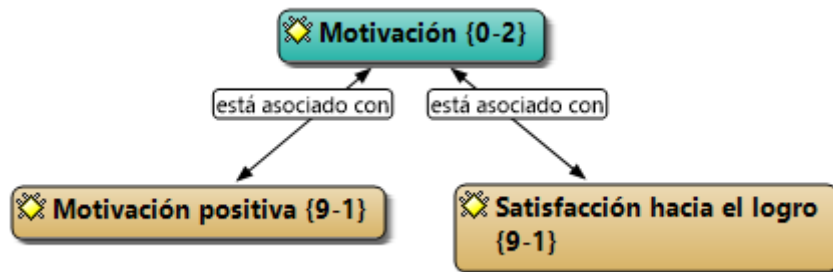 Motivación {0-2}
está asociado con
está asociado con
Motivación positiva {9-1}
Satisfacción hacia el logro
{9-1}